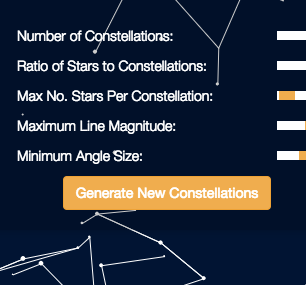 Number of Constellations:
Ratio of Stars to Constellations:
Max No. Stars Per Constellation:
Maximum Line Magnitude:
Minimum Angle Size:
Generate New Constellations